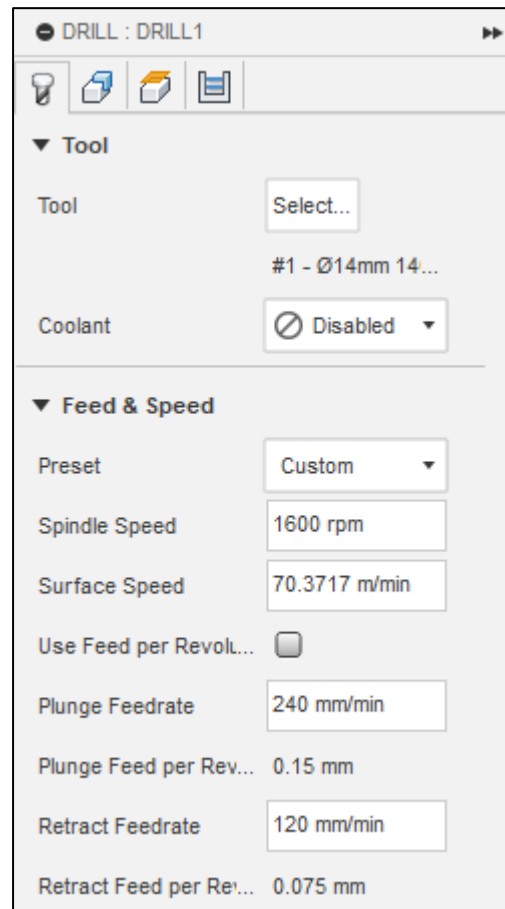 DRILL : DRILL1
Tool
Tool Select...
#1 - Ø14mm 14...
Coolant Disabled
Feed & Speed
Preset Custom
Spindle Speed 1600 rpm
Surface Speed 70.3717 m/min
Use Feed per Revolu...
Plunge Feedrate 240 mm/min
Plunge Feed per Rev... 0.15 mm
Retract Feedrate 120 mm/min
Retract Feed per Rev... 0.075 mm